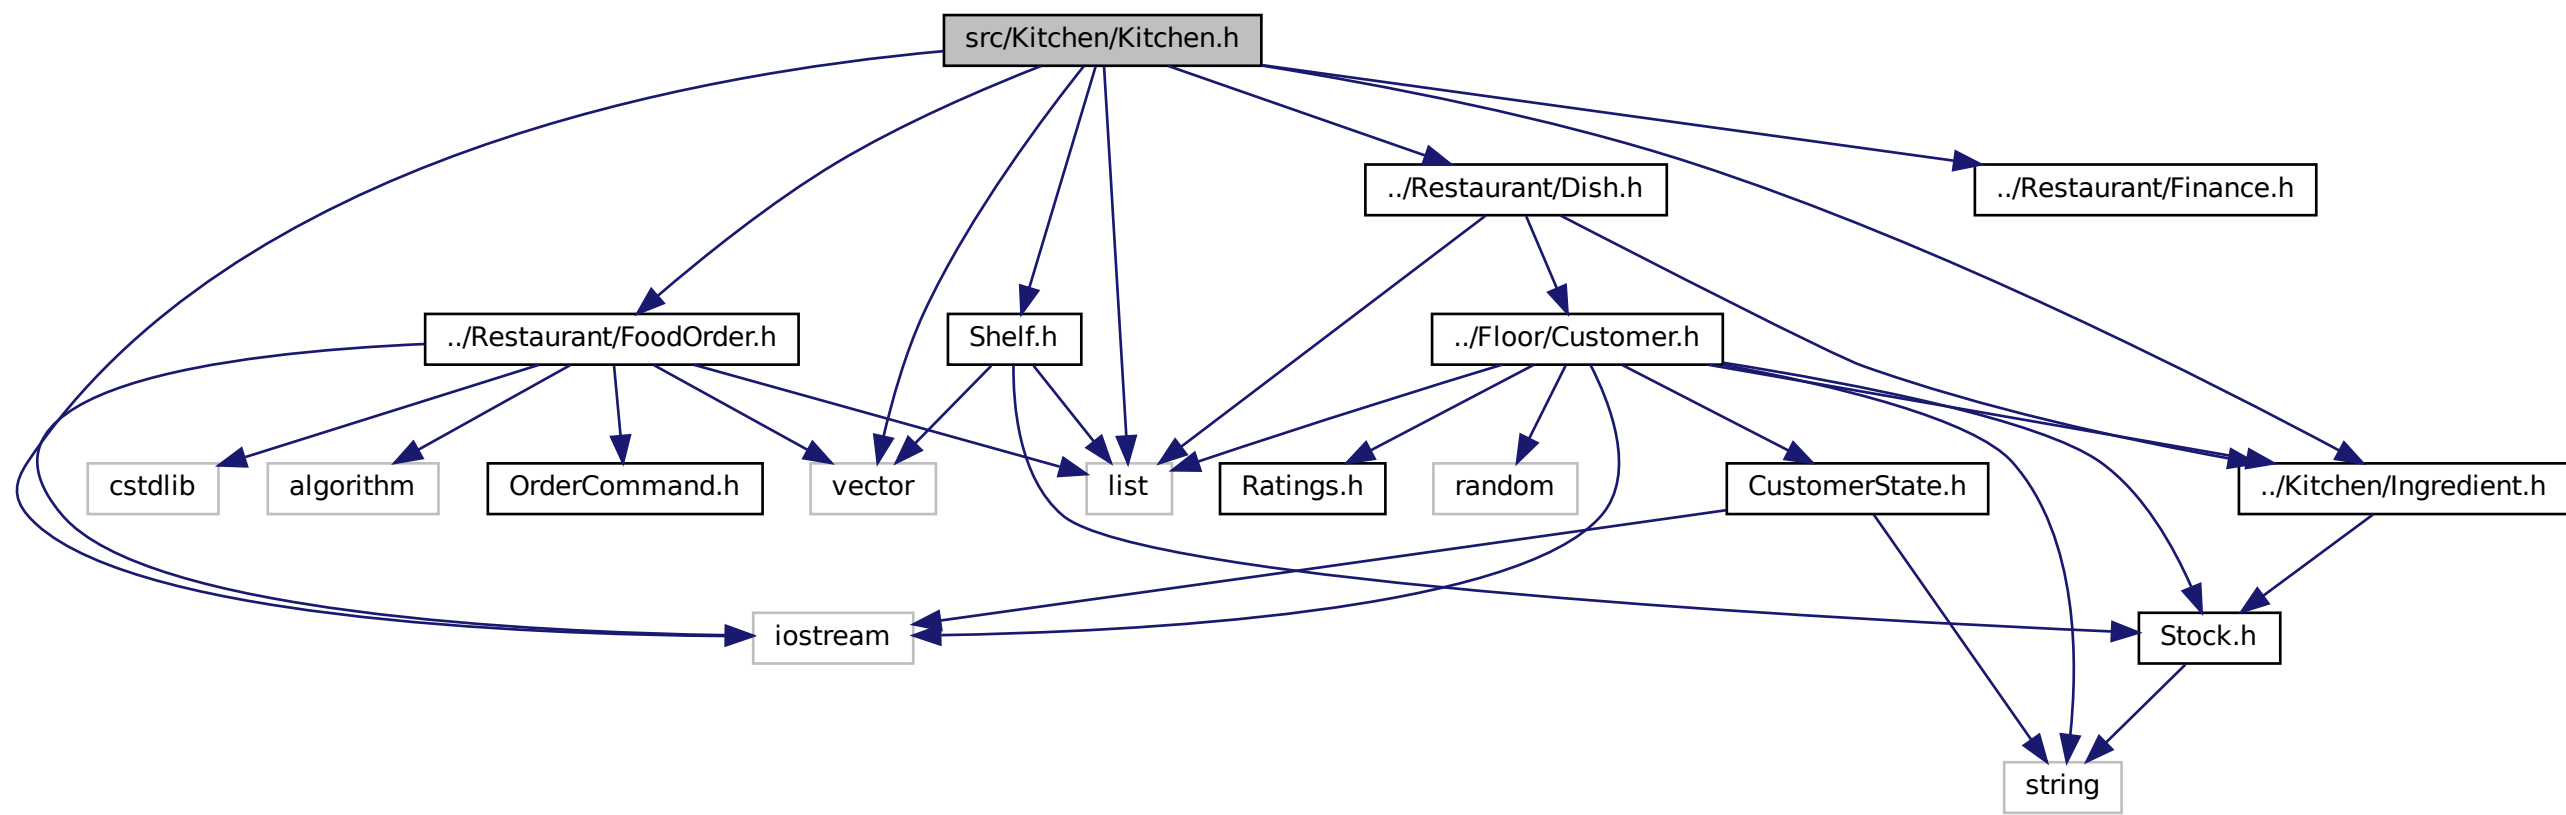 src/Kitchen/Kitchen.h
../Restaurant/Dish.h
../Restaurant/Finance.h
../Restaurant/FoodOrder.h
Shelf.h
../Floor/Customer.h
cstdlib
algorithm
OrderCommand.h
vector
list
Ratings.h
random
CustomerState.h
../Kitchen/Ingredient.h
iostream
Stock.h
string